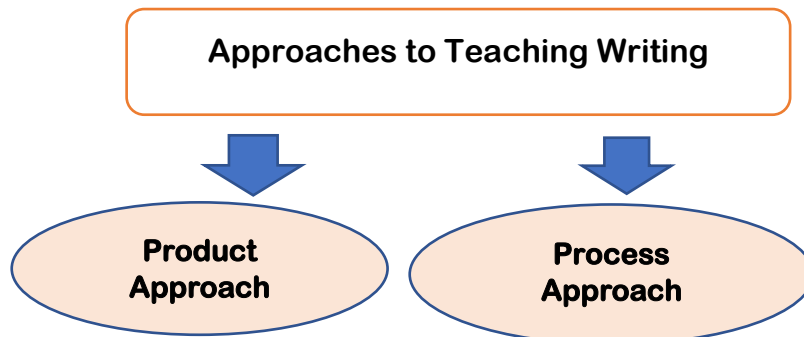 Approaches to Teaching Writing
Product
Approach
Process
Approach